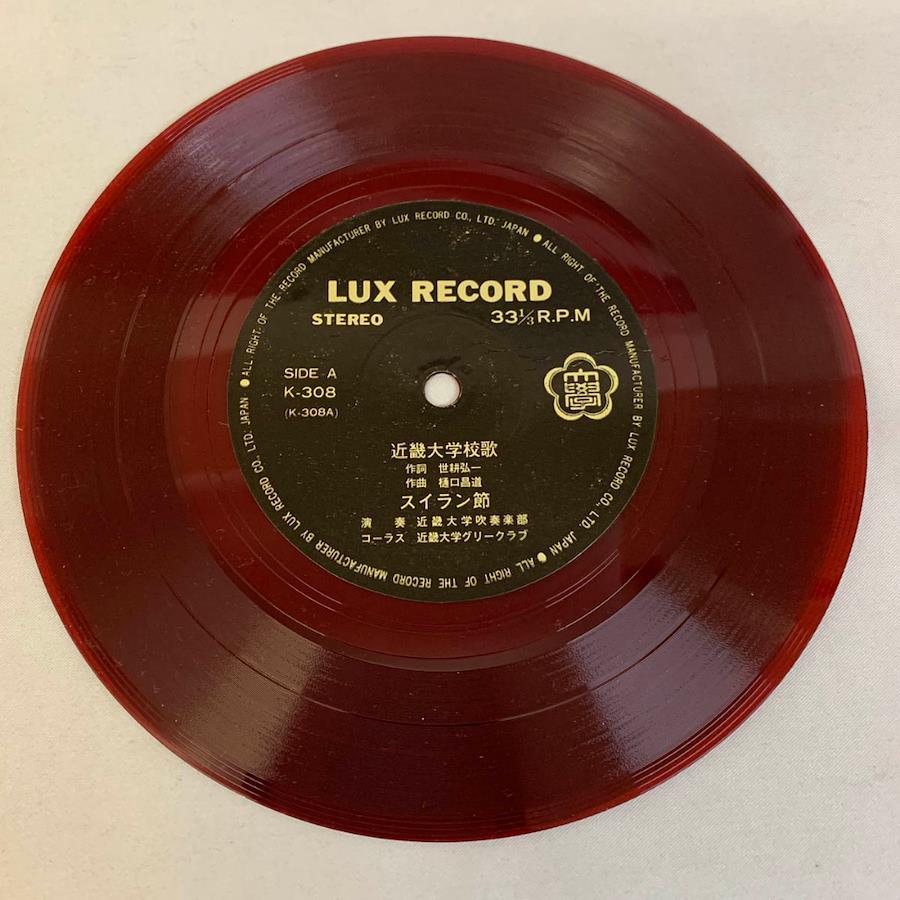 LUX RECORD
STEREO 33⅓ R.P.M
SIDE A
K-308
(K-308A)
大学
近畿大学校歌
作詞 世耕弘一
作曲 樋口昌道
スイラン節
演奏 近畿大学吹奏楽部
コーラス 近畿大学グリークラブ
● ALL RIGHT OF THE RECORD MANUFACTURER BY LUX RECORD CO., LTD. JAPAN ● ALL RIGHT OF THE RECORD MANUFACTURER BY LUX RECORD CO., LTD. JAPAN ● ALL RIGHT OF THE RECORD MANUFACTURER BY LUX RECORD CO., LTD. JAPAN